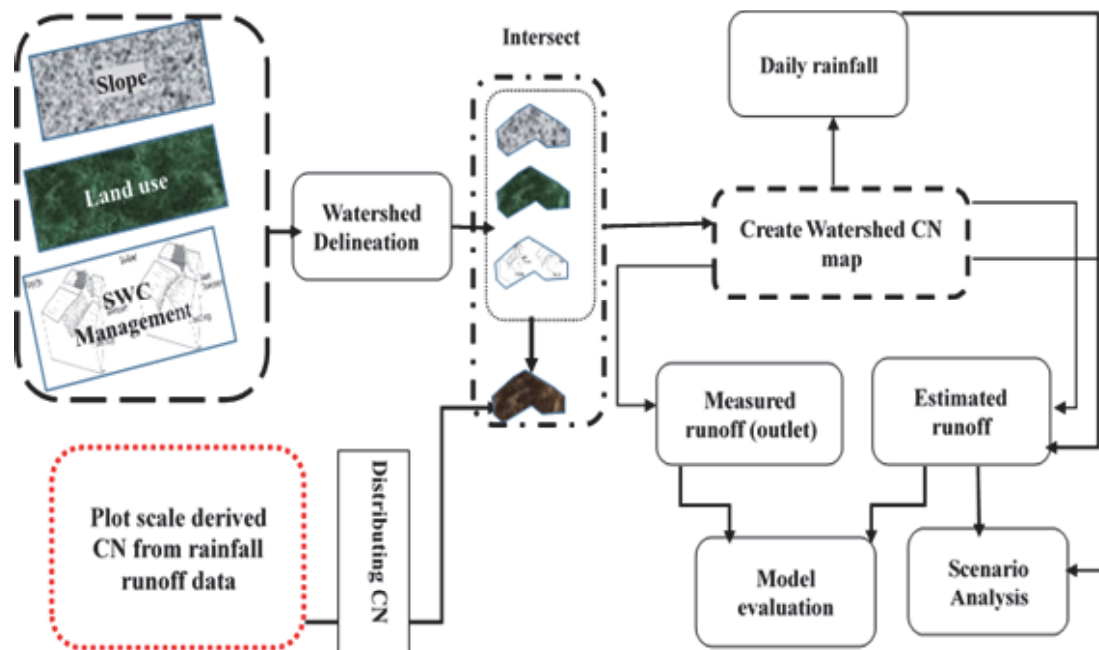 Slope
Land use
SWC
Management
Watershed
Delineation
Intersect
Daily rainfall
Create Watershed CN
map
Measured
runoff (outlet)
Estimated
runoff
Model
evaluation
Scenario
Analysis
Plot scale derived
CN from rainfall
runoff data
Distributing CN